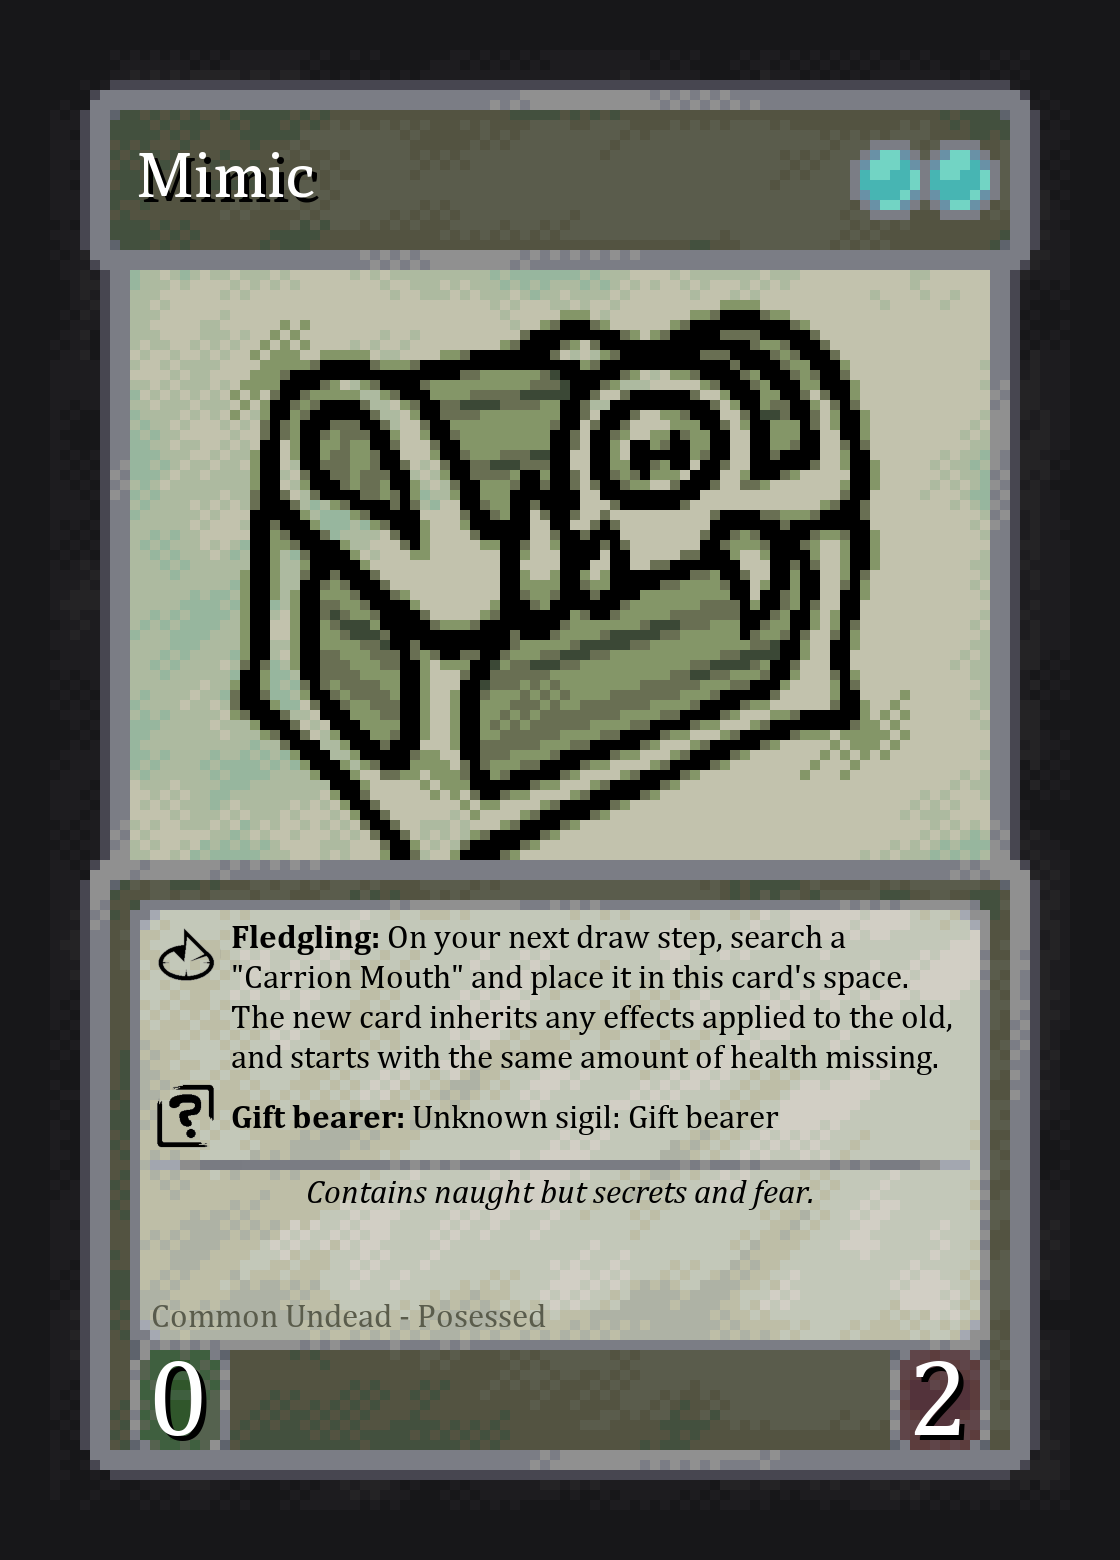 Mimic
Fledgling: On your next draw step, search a
"Carrion Mouth" and place it in this card's space.
The new card inherits any effects applied to the old,
and starts with the same amount of health missing.
?
Gift bearer: Unknown sigil: Gift bearer
Contains naught but secrets and fear.
Common Undead - Posessed
0
2